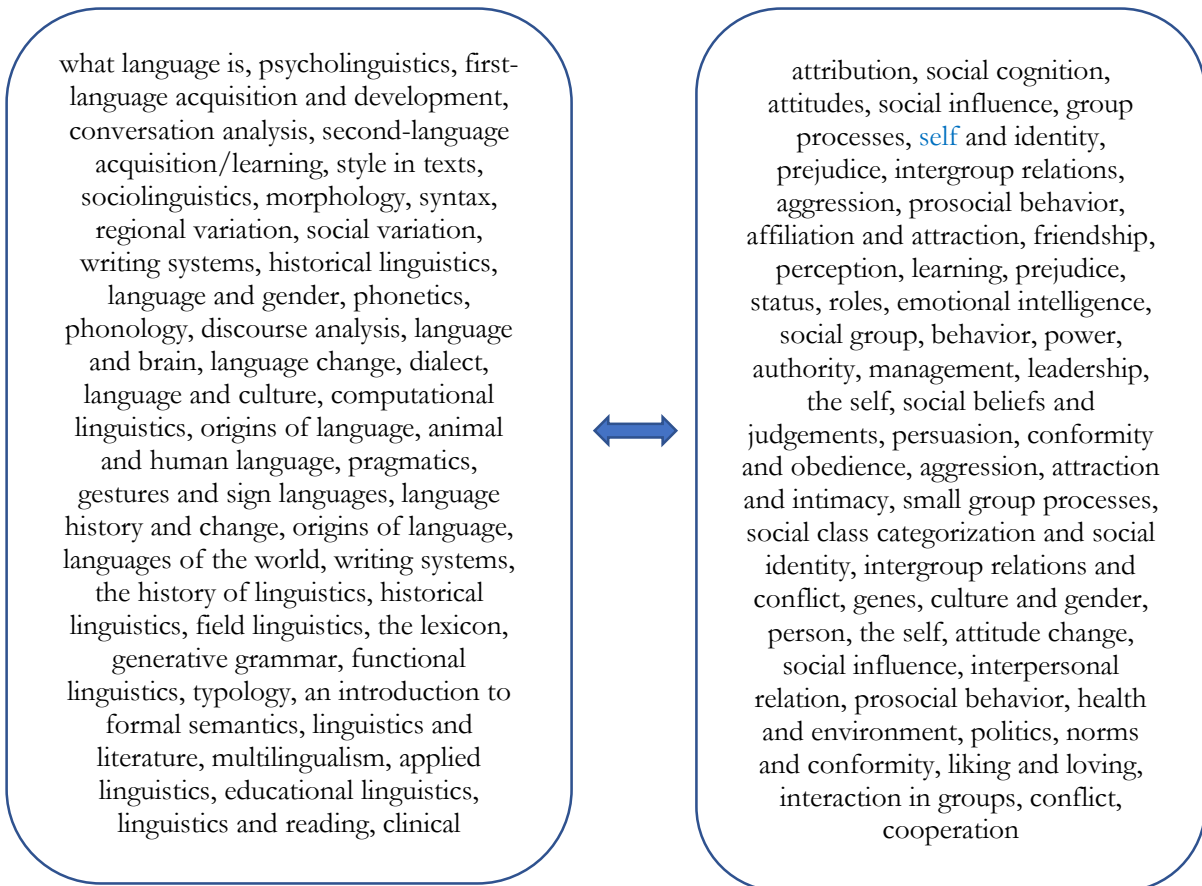 what language is, psycholinguistics, first-
language acquisition and development,
conversation analysis, second-language
acquisition/learning, style in texts,
sociolinguistics, morphology, syntax,
regional variation, social variation,
writing systems, historical linguistics,
language and gender, phonetics,
phonology, discourse analysis, language
and brain, language change, dialect,
language and culture, computational
linguistics, origins of language, animal
and human language, pragmatics,
gestures and sign languages, language
history and change, origins of language,
languages of the world, writing systems,
the history of linguistics, historical
linguistics, field linguistics, the lexicon,
generative grammar, functional
linguistics, typology, an introduction to
formal semantics, linguistics and
literature, multilingualism, applied
linguistics, educational linguistics,
linguistics and reading, clinical
attribution, social cognition,
attitudes, social influence, group
processes, self and identity,
prejudice, intergroup relations,
aggression, prosocial behavior,
affiliation and attraction, friendship,
perception, learning, prejudice,
status, roles, emotional intelligence,
social group, behavior, power,
authority, management, leadership,
the self, social beliefs and
judgements, persuasion, conformity
and obedience, aggression, attraction
and intimacy, small group processes,
social class categorization and social
identity, intergroup relations and
conflict, genes, culture and gender,
person, the self, attitude change,
social influence, interpersonal
relation, prosocial behavior, health
and environment, politics, norms
and conformity, liking and loving,
interaction in groups, conflict,
cooperation